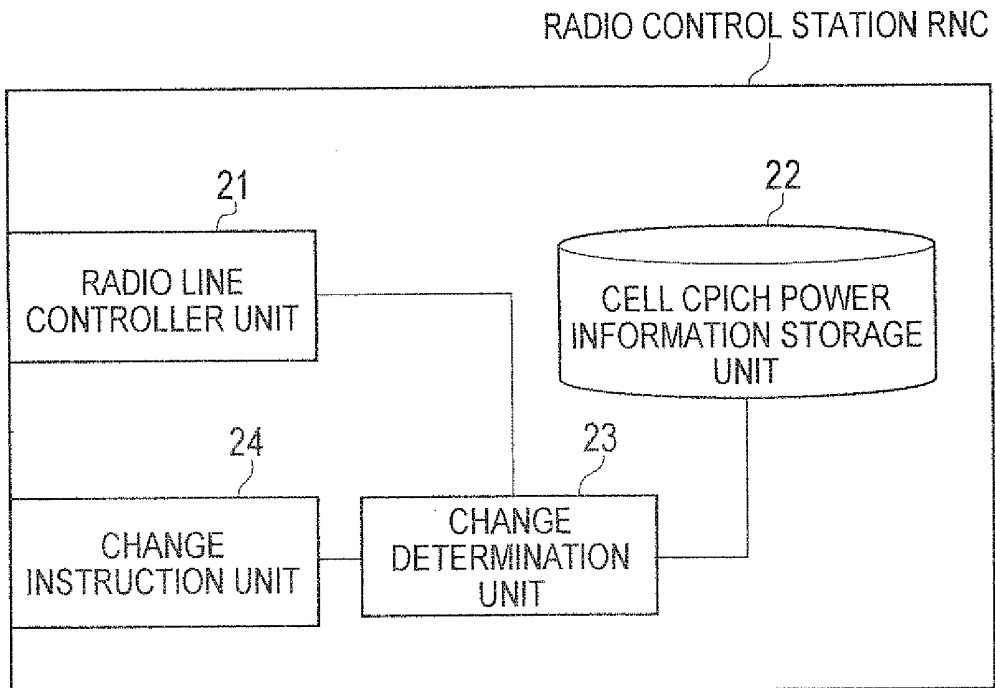 RADIO CONTROL STATION RNC
21
RADIO LINE
CONTROLLER UNIT
22
CELL CPICH POWER
INFORMATION STORAGE
UNIT
24
CHANGE
INSTRUCTION UNIT
23
CHANGE
DETERMINATION
UNIT